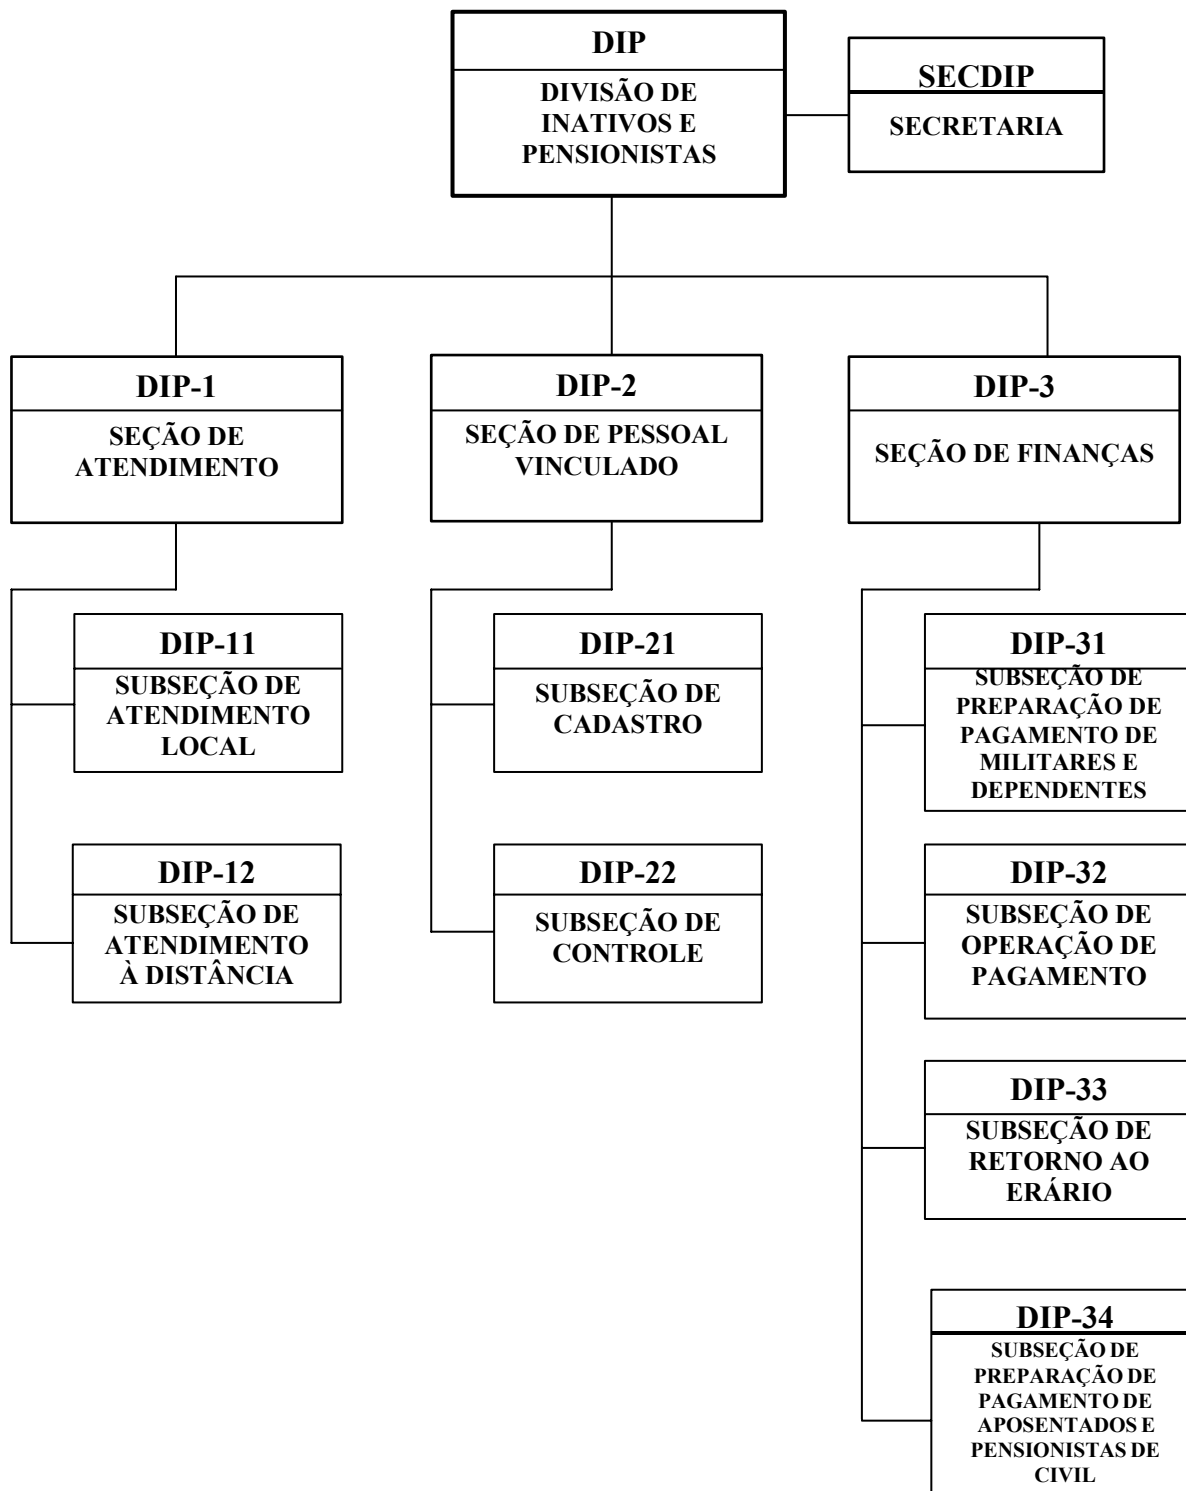 DIP
DIVISÃO DE
INATIVOS E
PENSIONISTAS
SECDIP
SECRETARIA
DIP-1
SEÇÃO DE
ATENDIMENTO
DIP-2
SEÇÃO DE PESSOAL
VINCULADO
DIP-3
SEÇÃO DE FINANÇAS
DIP-11
SUBSEÇÃO DE
ATENDIMENTO
LOCAL
DIP-21
SUBSEÇÃO DE
CADASTRO
DIP-31
SUBSEÇÃO DE
PREPARAÇÃO DE
PAGAMENTO DE
MILITARES E
DEPENDENTES
DIP-12
SUBSEÇÃO DE
ATENDIMENTO
À DISTÂNCIA
DIP-22
SUBSEÇÃO DE
CONTROLE
DIP-32
SUBSEÇÃO DE
OPERAÇÃO DE
PAGAMENTO
DIP-33
SUBSEÇÃO DE
RETORNO AO
ERÁRIO
DIP-34
SUBSEÇÃO DE
PREPARAÇÃO DE
PAGAMENTO DE
APOSENTADOS E
PENSIONISTAS DE
CIVIL